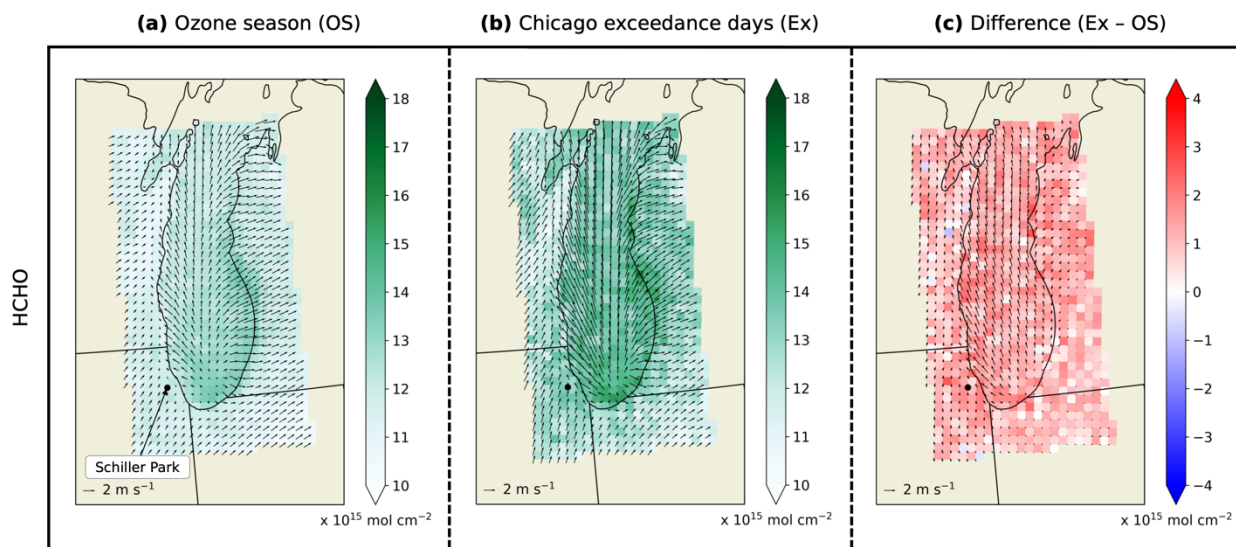 (a) Ozone season (OS)
(b) Chicago exceedance days (Ex)
(c) Difference (Ex – OS)
HCHO
18
17
16
15
14
13
12
11
10
Schiller Park
2 m s⁻¹
x 10¹⁵ mol cm⁻²
18
17
16
15
14
13
12
11
10
2 m s⁻¹
x 10¹⁵ mol cm⁻²
4
3
2
1
0
−1
−2
−3
−4
2 m s⁻¹
x 10¹⁵ mol cm⁻²